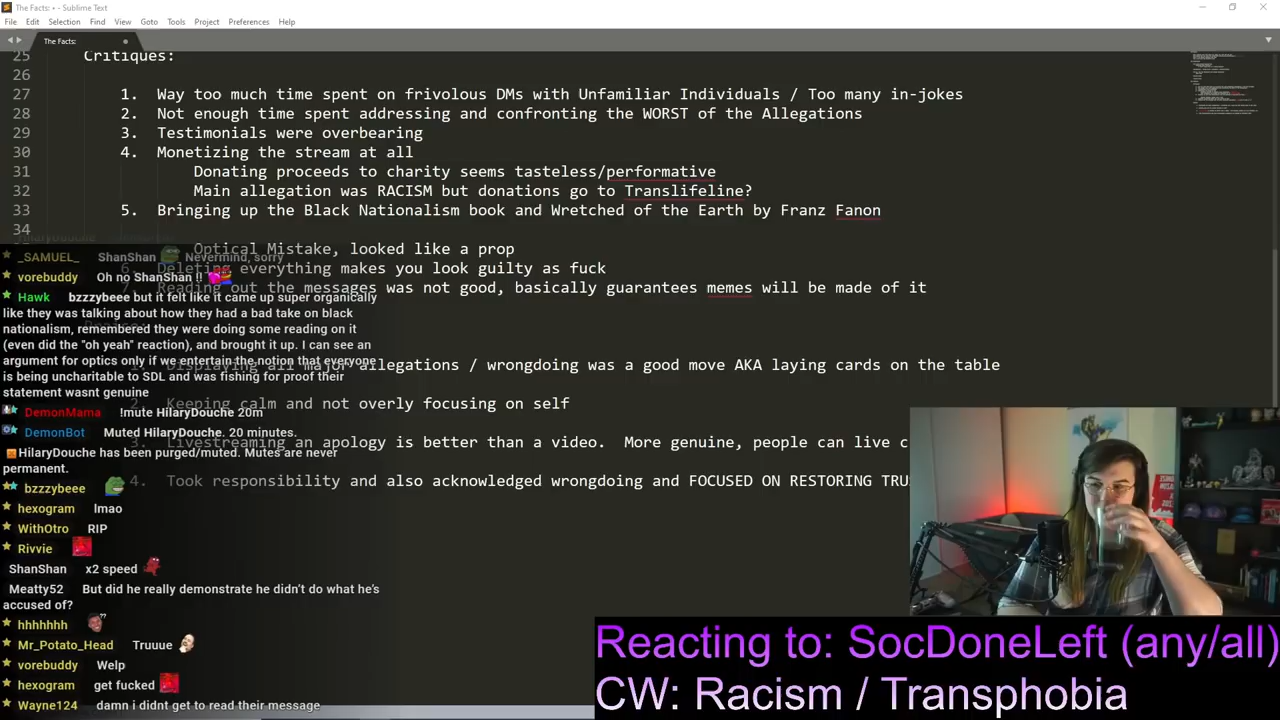 The Facts: • - Sublime Text
File Edit Selection Find View Goto Tools Project Preferences Help
The Facts:
25 Critiques:
26
27 1. Way too much time spent on frivolous DMs with Unfamiliar Individuals / Too many in-jokes
28 2. Not enough time spent addressing and confronting the WORST of the Allegations
29 3. Testimonials were overbearing
30 4. Monetizing the stream at all
31 Donating proceeds to charity seems tasteless/performative
32 Main allegation was RACISM but donations go to Translifeline?
33 5. Bringing up the Black Nationalism book and Wretched of the Earth by Franz Fanon
34
Optical Mistake, looked like a prop
6. Deleting everything makes you look guilty as fuck
7. Reading out the messages was not good, basically guarantees memes will be made of it
1. Displaying all major allegations / wrongdoing was a good move AKA laying cards on the table
2. Keeping calm and not overly focusing on self
3. Livestreaming an apology is better than a video. More genuine, people can live c
4. Took responsibility and also acknowledged wrongdoing and FOCUSED ON RESTORING TRU
HilaryDouche
_SAMUEL_ ShanShan Nevermind, sorry
vorebuddy Oh no ShanShan !!
Hawk bzzzybeee but it felt like it came up super organically
like they was talking about how they had a bad take on black
nationalism, remembered they were doing some reading on it
(even did the "oh yeah" reaction), and brought it up. I can see an
argument for optics only if we entertain the notion that everyone
is being uncharitable to SDL and was fishing for proof their
statement wasnt genuine
DemonMama !mute HilaryDouche 20m
DemonBot Muted HilaryDouche. 20 minutes.
HilaryDouche has been purged/muted. Mutes are never
permanent.
bzzzybeee
hexogram lmao
WithOtro RIP
Rivvie
ShanShan x2 speed
Meatty52 But did he really demonstrate he didn't do what he's
accused of?
hhhhhhh
Mr_Potato_Head Truuue
vorebuddy Welp
hexogram get fucked
Wayne124 damn i didnt get to read their message
Reacting to: SocDoneLeft (any/all)
CW: Racism / Transphobia